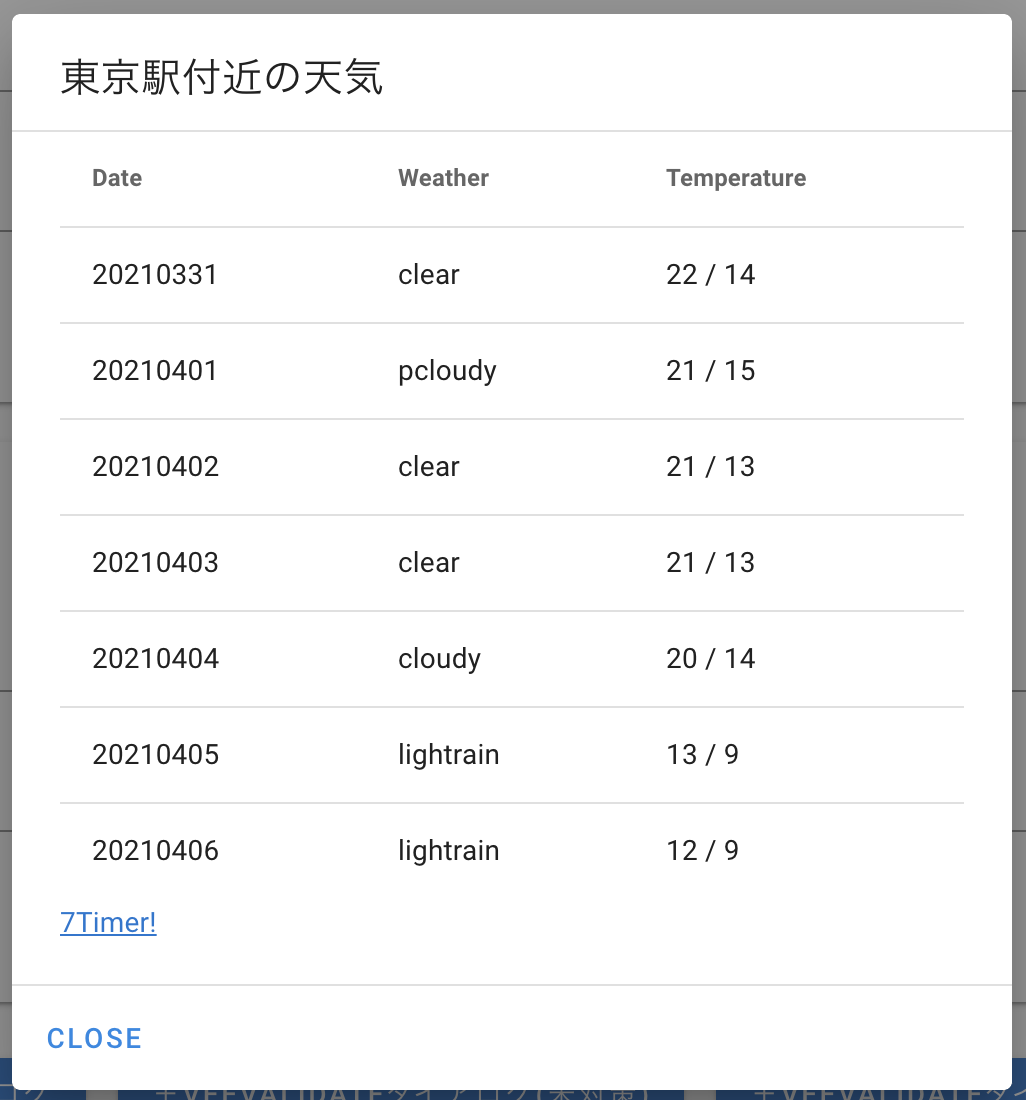 東京駅付近の天気
Date Weather Temperature
20210331 clear 22 / 14
20210401 pcloudy 21 / 15
20210402 clear 21 / 13
20210403 clear 21 / 13
20210404 cloudy 20 / 14
20210405 lightrain 13 / 9
20210406 lightrain 12 / 9
7Timer!
CLOSE